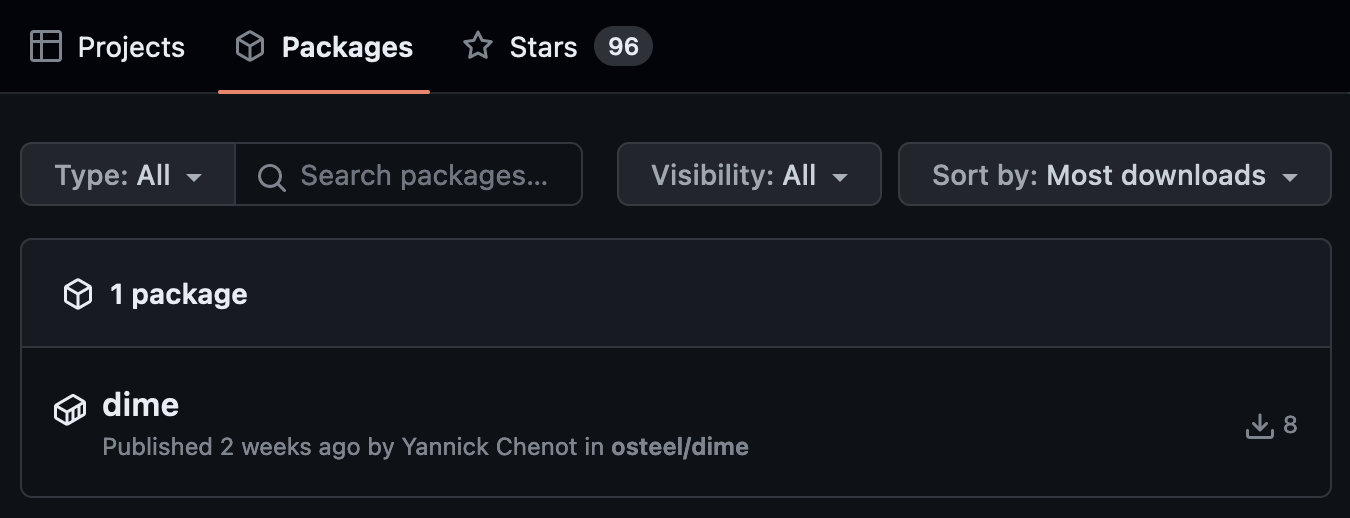 Projects Packages Stars 96
Type: All Search packages... Visibility: All Sort by: Most downloads
1 package
dime
Published 2 weeks ago by Yannick Chenot in osteel/dime 8